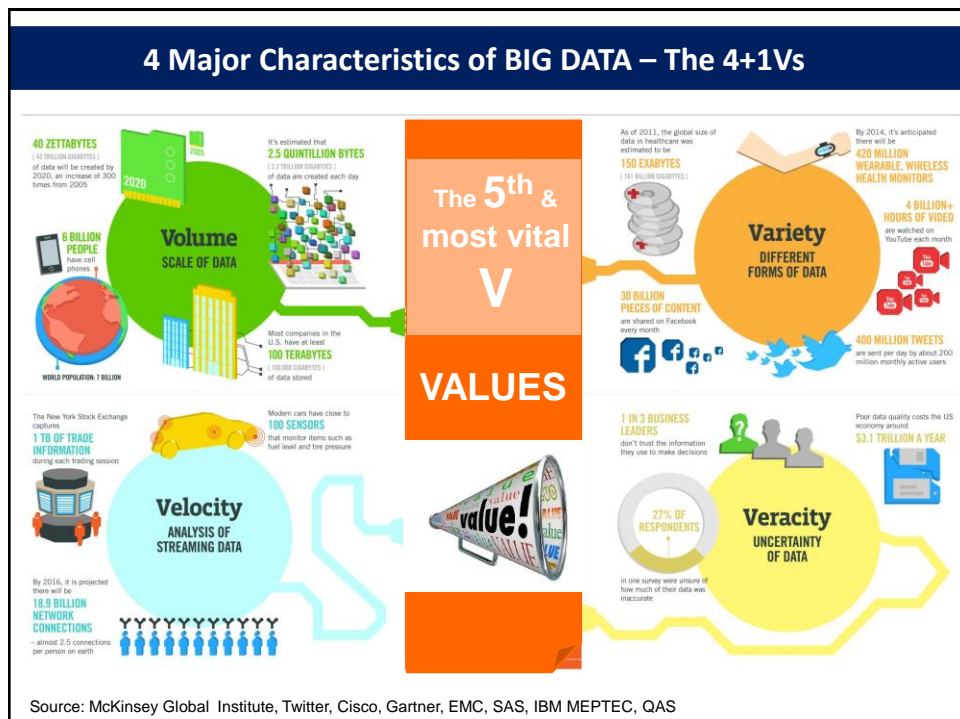 4 Major Characteristics of BIG DATA – The 4+1Vs
40 ZETTABYTES
[ 43 TRILLION GIGABYTES ]
of data will be created by
2020, an increase of 300
times from 2005
2005
2020
It's estimated that
2.5 QUINTILLION BYTES
[ 2.3 TRILLION GIGABYTES ]
of data are created each day
6 BILLION
PEOPLE
have cell
phones
Volume
SCALE OF DATA
WORLD POPULATION: 7 BILLION
Most companies in the
U.S. have at least
100 TERABYTES
[ 100,000 GIGABYTES ]
of data stored
The 5th &
most vital
V
VALUES
As of 2011, the global size of
data in healthcare was
estimated to be
150 EXABYTES
[ 161 BILLION GIGABYTES ]
By 2014, it's anticipated
there will be
420 MILLION
WEARABLE, WIRELESS
HEALTH MONITORS
Variety
DIFFERENT
FORMS OF DATA
4 BILLION+
HOURS OF VIDEO
are watched on
YouTube each month
30 BILLION
PIECES OF CONTENT
are shared on Facebook
every month
400 MILLION TWEETS
are sent per day by about 200
million monthly active users
The New York Stock Exchange
captures
1 TB OF TRADE
INFORMATION
during each trading session
Modern cars have close to
100 SENSORS
that monitor items such as
fuel level and tire pressure
Velocity
ANALYSIS OF
STREAMING DATA
By 2016, it is projected
there will be
18.9 BILLION
NETWORK
CONNECTIONS
– almost 2.5 connections
per person on earth
value!
1 IN 3 BUSINESS
LEADERS
don't trust the information
they use to make decisions
?
Poor data quality costs the US
economy around
$3.1 TRILLION A YEAR
27% OF
RESPONDENTS
in one survey were unsure of
how much of their data was
inaccurate
Veracity
UNCERTAINTY
OF DATA
Source: McKinsey Global Institute, Twitter, Cisco, Gartner, EMC, SAS, IBM MEPTEC, QAS